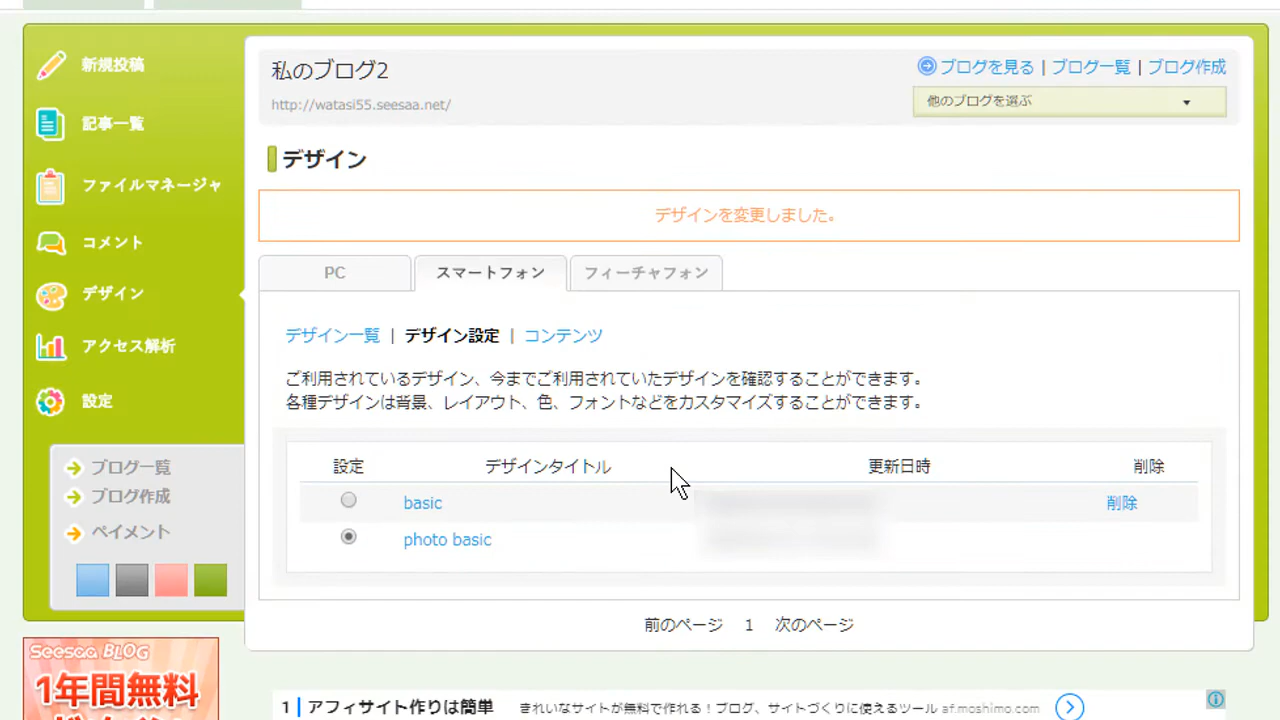 新規投稿
記事一覧
ファイルマネージャ
コメント
デザイン
アクセス解析
設定
ブログ一覧
ブログ作成
ペイメント
Seesaa BLOG
1年間無料
私のブログ2
http://watasi55.seesaa.net/
ブログを見る | ブログ一覧 | ブログ作成
他のブログを選ぶ
デザイン
デザインを変更しました。
PC スマートフォン フィーチャフォン
デザイン一覧 | デザイン設定 | コンテンツ
ご利用されているデザイン、今までご利用されていたデザインを確認することができます。
各種デザインは背景、レイアウト、色、フォントなどをカスタマイズすることができます。
設定 デザインタイトル 更新日時 削除
basic 削除
photo basic
前のページ 1 次のページ
1 アフィサイト作りは簡単 きれいなサイトが無料で作れる！ブログ、サイトづくりに使えるツール af.moshimo.com